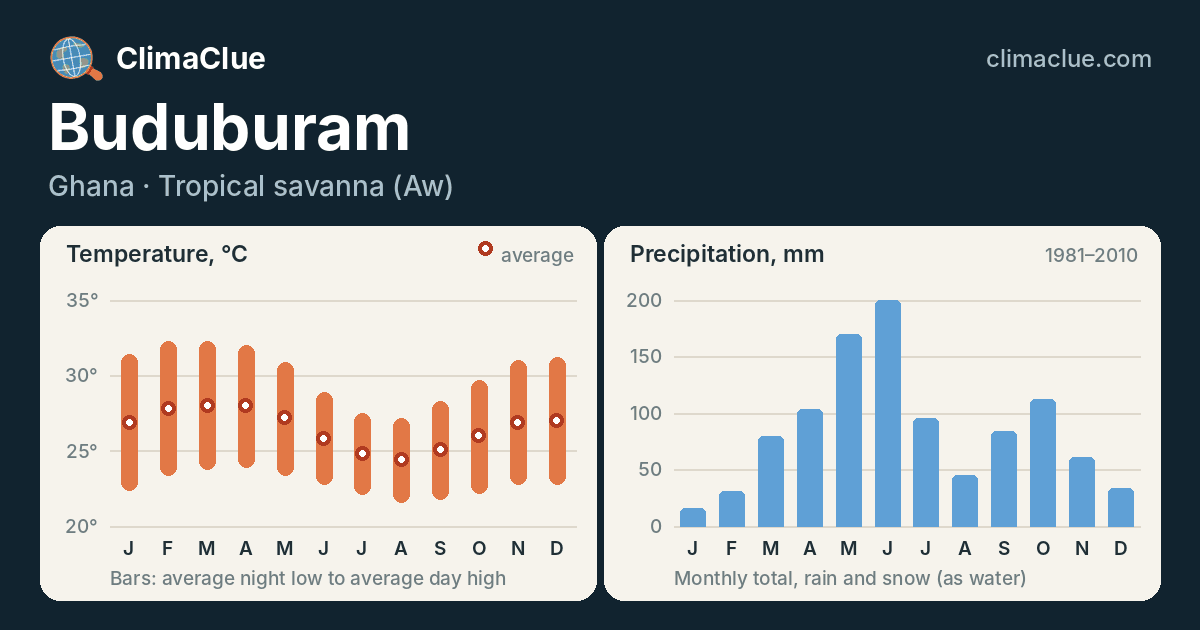 ClimaClue
climaclue.com
Buduburam
Ghana · Tropical savanna (Aw)
Temperature, °C
average
35°
30°
25°
20°
J F M A M J J A S O N D
Bars: average night low to average day high
Precipitation, mm
1981–2010
200
150
100
50
0
J F M A M J J A S O N D
Monthly total, rain and snow (as water)